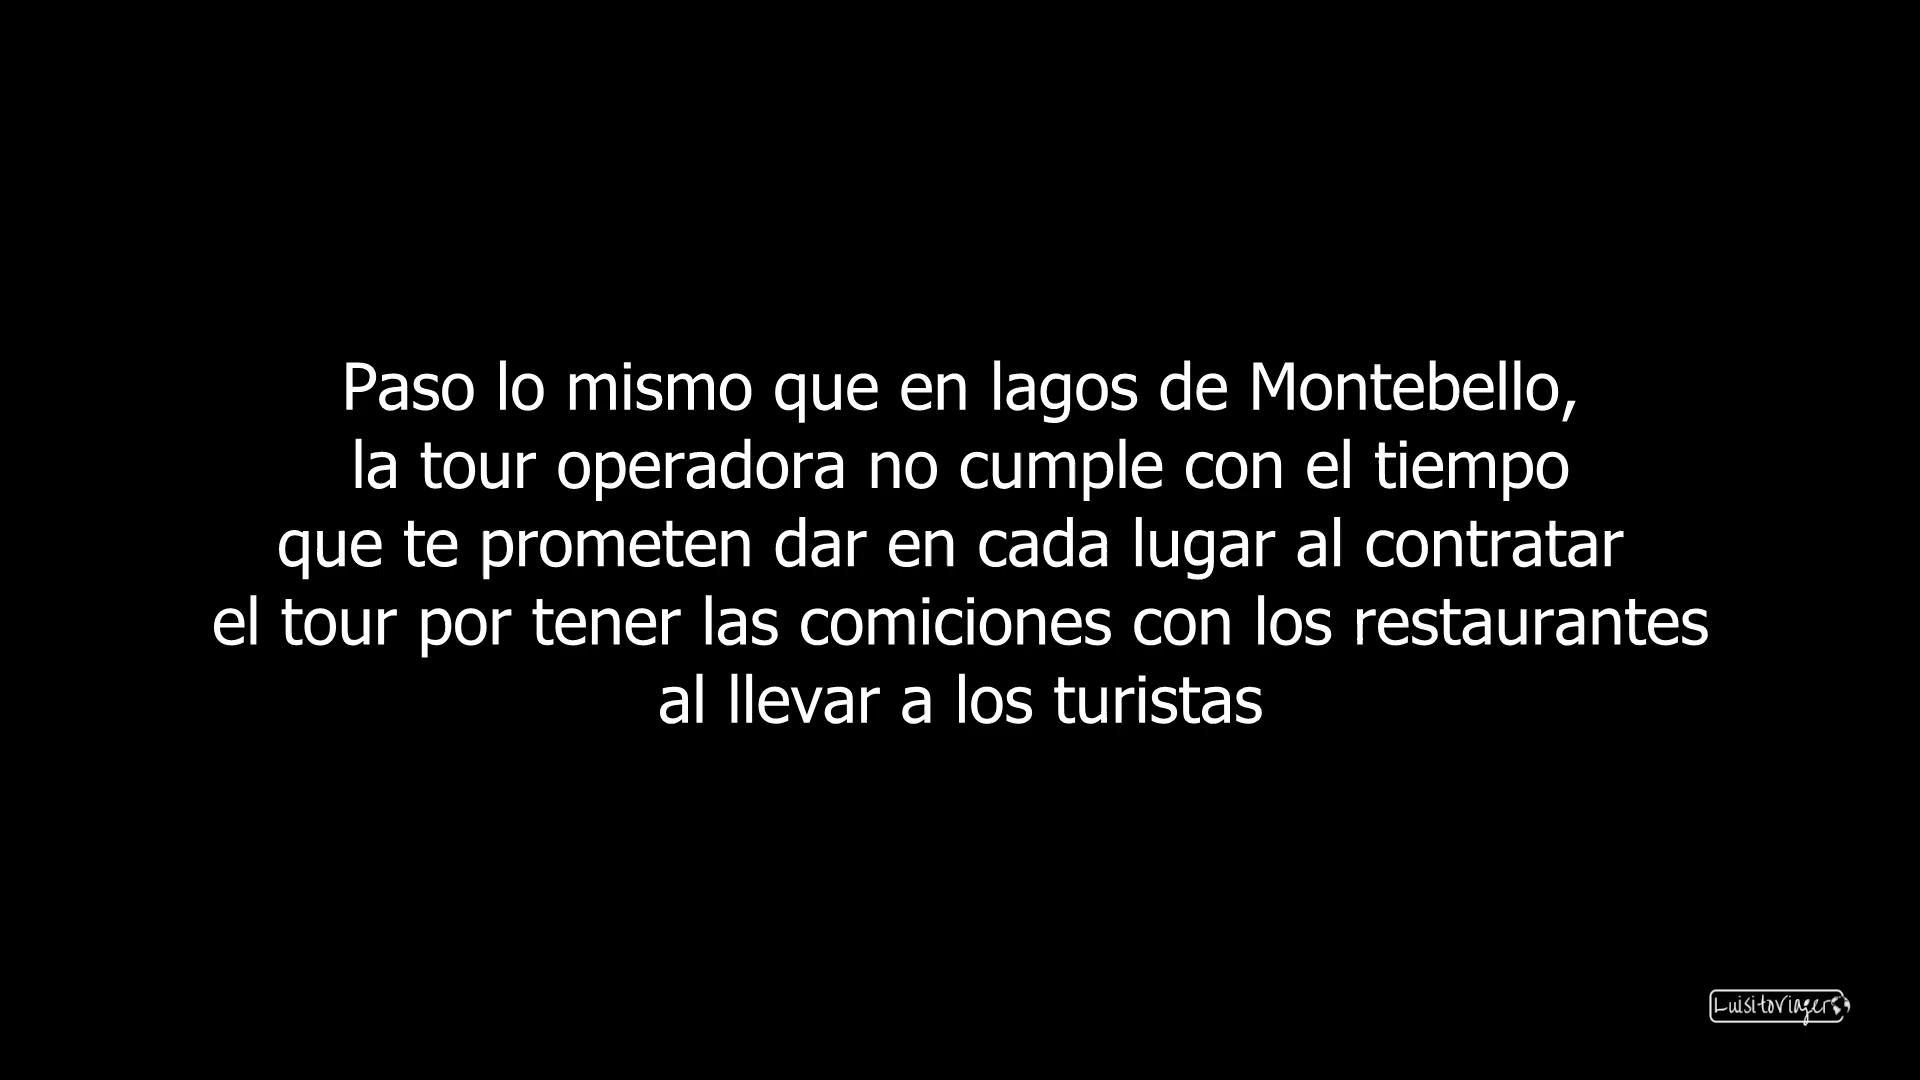 Paso lo mismo que en lagos de Montebello,
la tour operadora no cumple con el tiempo
que te prometen dar en cada lugar al contratar
el tour por tener las comiciones con los restaurantes
al llevar a los turistas
LuisitoViajero